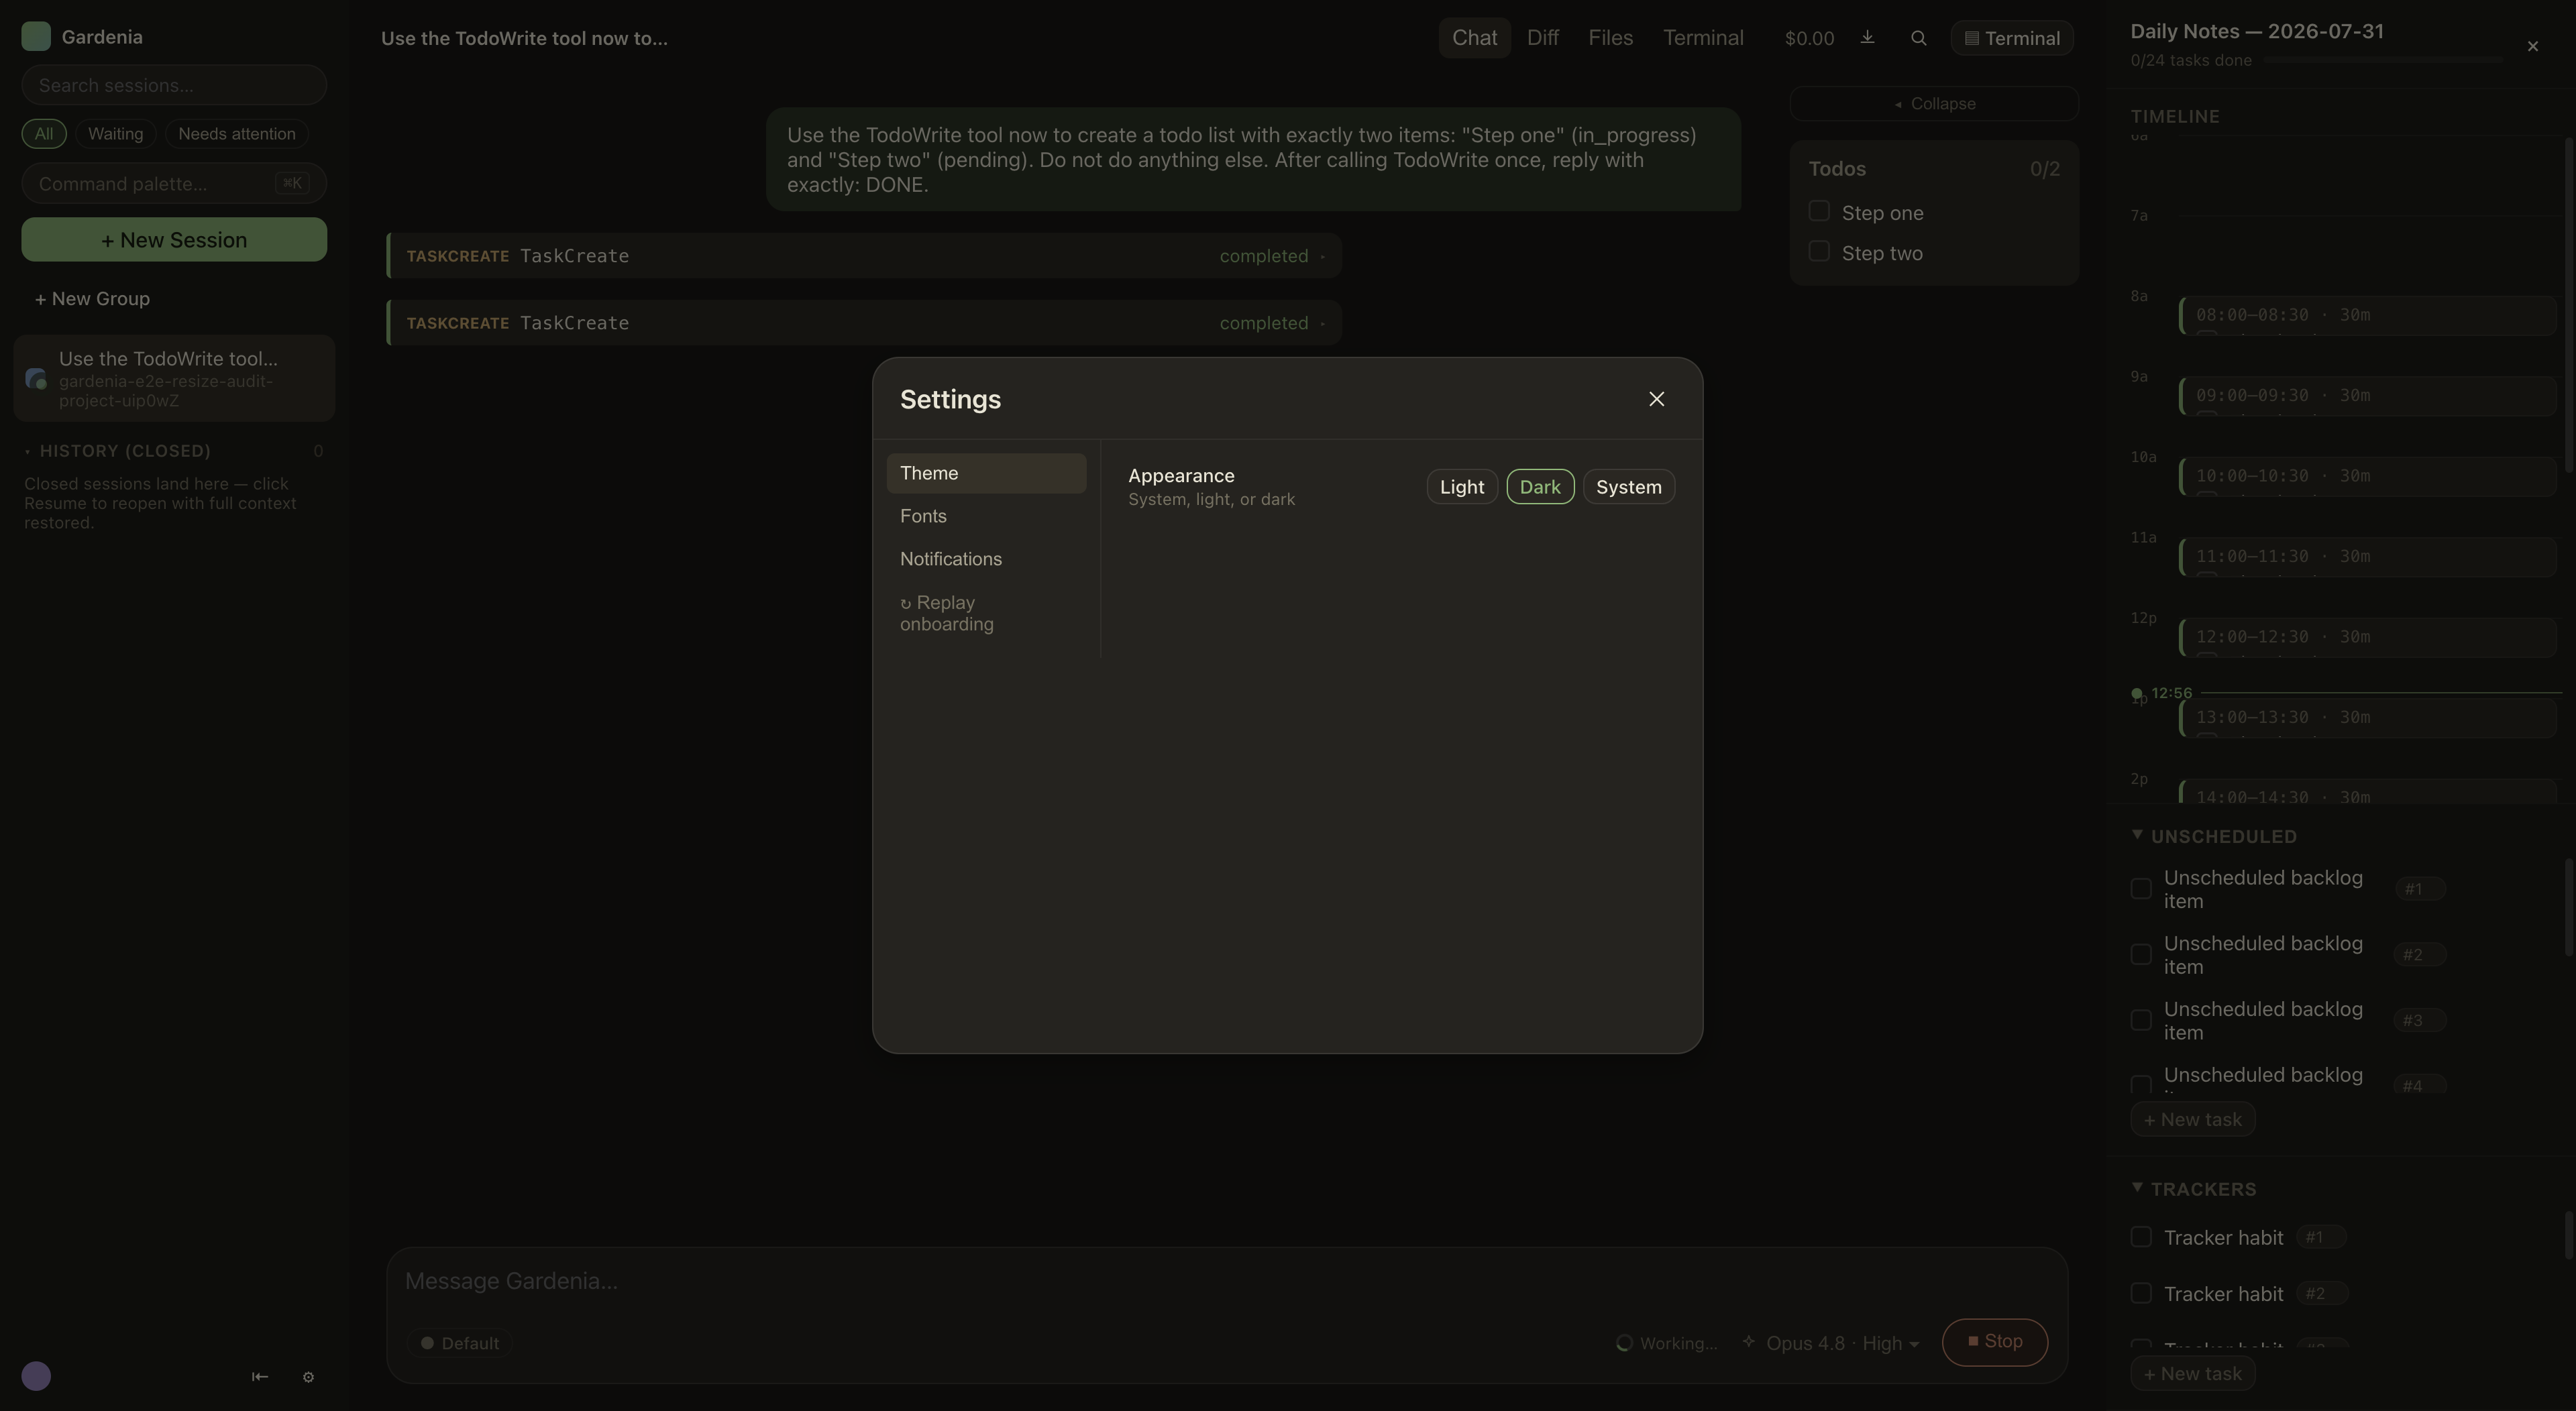 Gardenia
Search sessions...
All
Waiting
Needs attention
Command palette...
⌘K
+ New Session
+ New Group
Use the TodoWrite tool...
gardenia-e2e-resize-audit-
project-uip0wZ
HISTORY (CLOSED)
0
Closed sessions land here — click
Resume to reopen with full context
restored.
Use the TodoWrite tool now to...
Chat
Diff
Files
Terminal
$0.00
Terminal
Use the TodoWrite tool now to create a todo list with exactly two items: "Step one" (in_progress)
and "Step two" (pending). Do not do anything else. After calling TodoWrite once, reply with
exactly: DONE.
TASKCREATE TaskCreate
completed
TASKCREATE TaskCreate
completed
Collapse
Todos
0/2
Step one
Step two
Settings
Theme
Fonts
Notifications
↻ Replay
onboarding
Appearance
System, light, or dark
Light
Dark
System
Message Gardenia...
Default
Working...
Opus 4.8 · High
Stop
Daily Notes — 2026-07-31
0/24 tasks done
TIMELINE
7a
8a
08:00–08:30 · 30m
9a
09:00–09:30 · 30m
10a
10:00–10:30 · 30m
11a
11:00–11:30 · 30m
12p
12:00–12:30 · 30m
12:56
1p
13:00–13:30 · 30m
2p
14:00–14:30 · 30m
UNSCHEDULED
Unscheduled backlog
item
#1
Unscheduled backlog
item
#2
Unscheduled backlog
item
#3
Unscheduled backlog
#4
+ New task
TRACKERS
Tracker habit #1
Tracker habit #2
+ New task